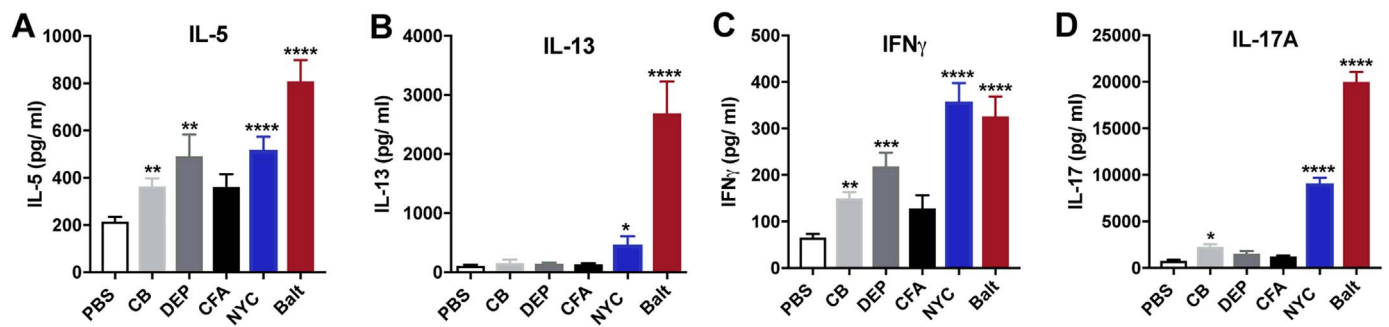 A
IL-5
IL-5 (pg/ ml)
1000
800
600
400
200
0
**
**
****
****
PBS
CB
DEP
CFA
NYC
Balt
B
IL-13
IL-13 (pg/ ml)
4000
3000
2000
1000
0
*
****
PBS
CB
DEP
CFA
NYC
Balt
C
IFNγ
IFNγ (pg/ ml)
500
400
300
200
100
0
**
***
****
****
PBS
CB
DEP
CFA
NYC
Balt
D
IL-17A
IL-17 (pg/ ml)
25000
20000
15000
10000
5000
0
*
****
****
PBS
CB
DEP
CFA
NYC
Balt